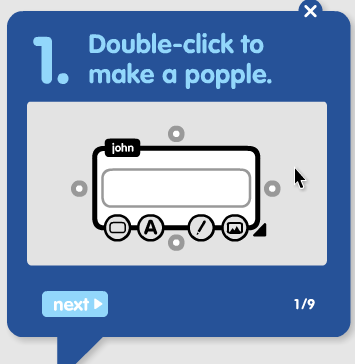 1. Double-click to
make a popple.
john
A
next
1/9